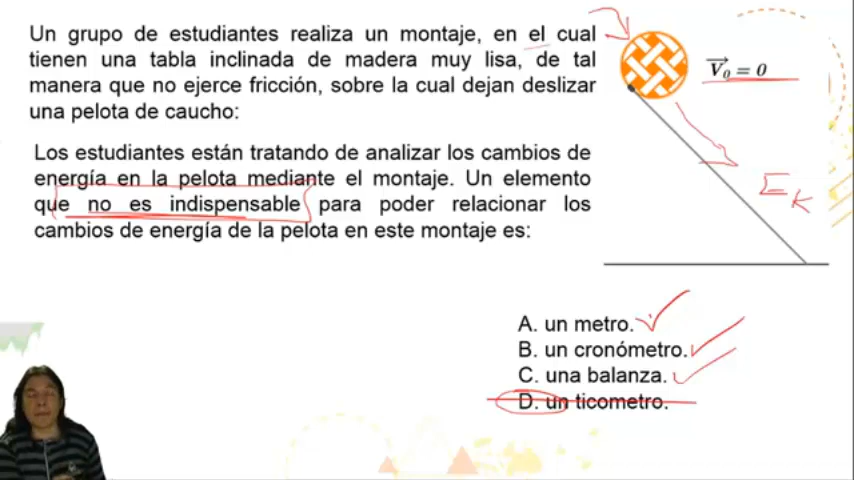 Un grupo de estudiantes realiza un montaje, en el cual
tienen una tabla inclinada de madera muy lisa, de tal
manera que no ejerce fricción, sobre la cual dejan deslizar
una pelota de caucho:
V₀ = 0
Los estudiantes están tratando de analizar los cambios de
energía en la pelota mediante el montaje. Un elemento
que no es indispensable para poder relacionar los
cambios de energía de la pelota en este montaje es:
E_K
A. un metro.
B. un cronómetro.
C. una balanza.
D. un ticometro.